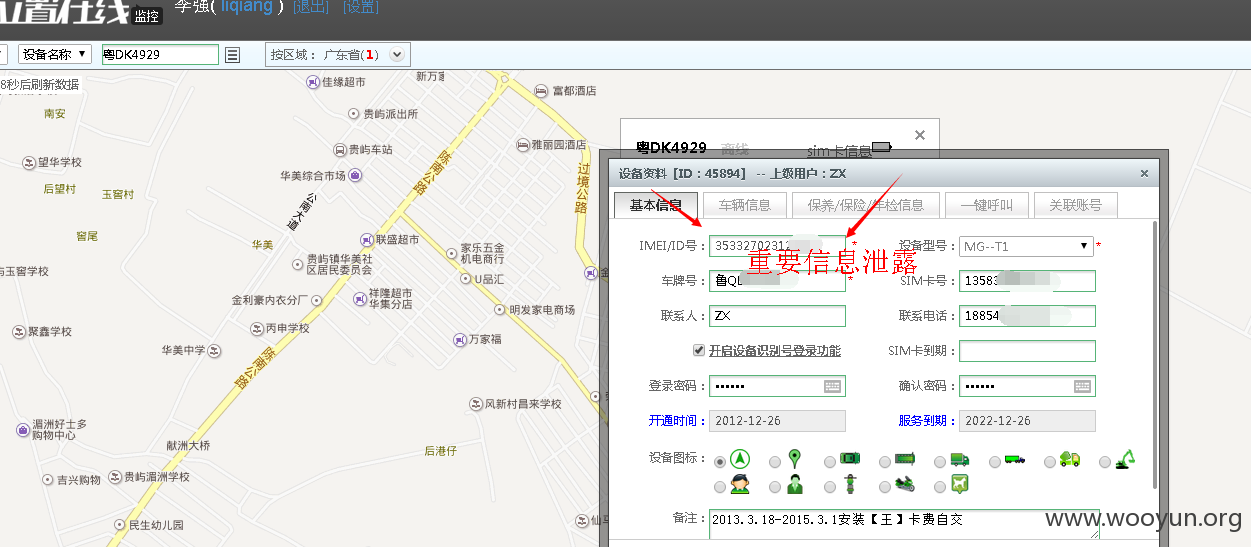 位置在线 监控
李强( liqiang ) [退出] [设置]
设备名称 ▼ 粤DK4929 按区域： 广东省(1)
8秒后刷新数据
佳缘超市
新万家
富都酒店
南安
贵屿派出所
望华学校
贵屿车站
陈南公路
雅丽园酒店
过境公路
后望村
玉窖村
华美综合市场
公南大道
窖尾
华美
联盛超市
家乐五金
机电商行
与玉窖学校
贵屿镇华美社
区居民委员会
U品汇
金利豪内衣分厂
祥隆超市
华集分店
明发家电商场
聚鑫学校
丙申学校
万家福
华美中学
陈南公路
风新村昌来学校
湄洲好士多
购物中心
献洲大桥
后港仔
吉兴购物
贵屿湄洲学校
仙
民生幼儿园
粤DK4929 离线 sim卡信息
设备资料【ID：45894】 -- 上级用户：ZX
基本信息 车辆信息 保养/保险/年检信息 一键呼叫 关联账号
IMEI/ID号： 35332702312 * 设备型号： MG--T1 ▼ *
重要信息泄露
车牌号： 鲁QL * SIM卡号： 13583
联系人： ZX 联系电话： 18854
开启设备识别号登录功能 SIM卡到期：
登录密码： •••••• 确认密码： ••••••
开通时间： 2012-12-26 服务到期： 2022-12-26
设备图标：
备注： 2013.3.18-2015.3.1安装【王】卡费自交
www.wooyun.org